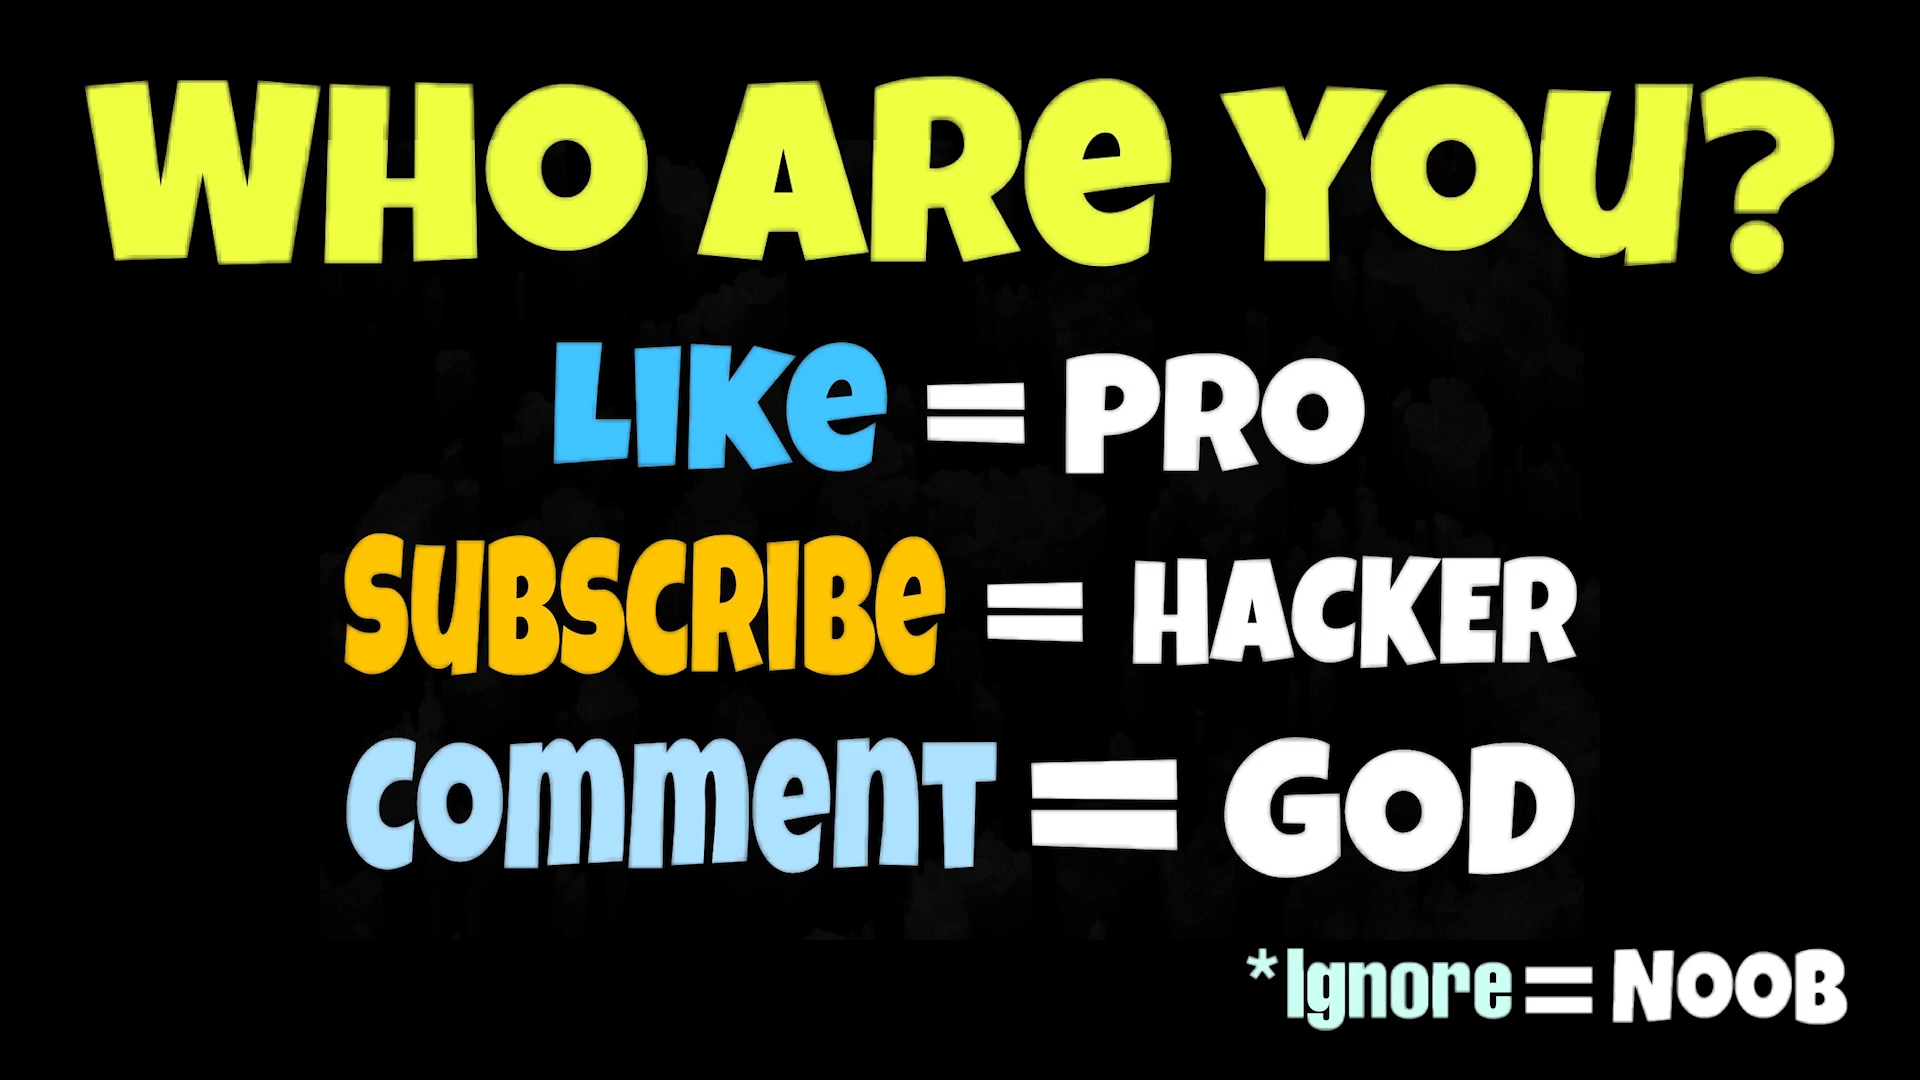 WHO ARE YOU?
LIKE = PRO
SUBSCRIBE = HACKER
COMMENT = GOD
*Ignore = NOOB